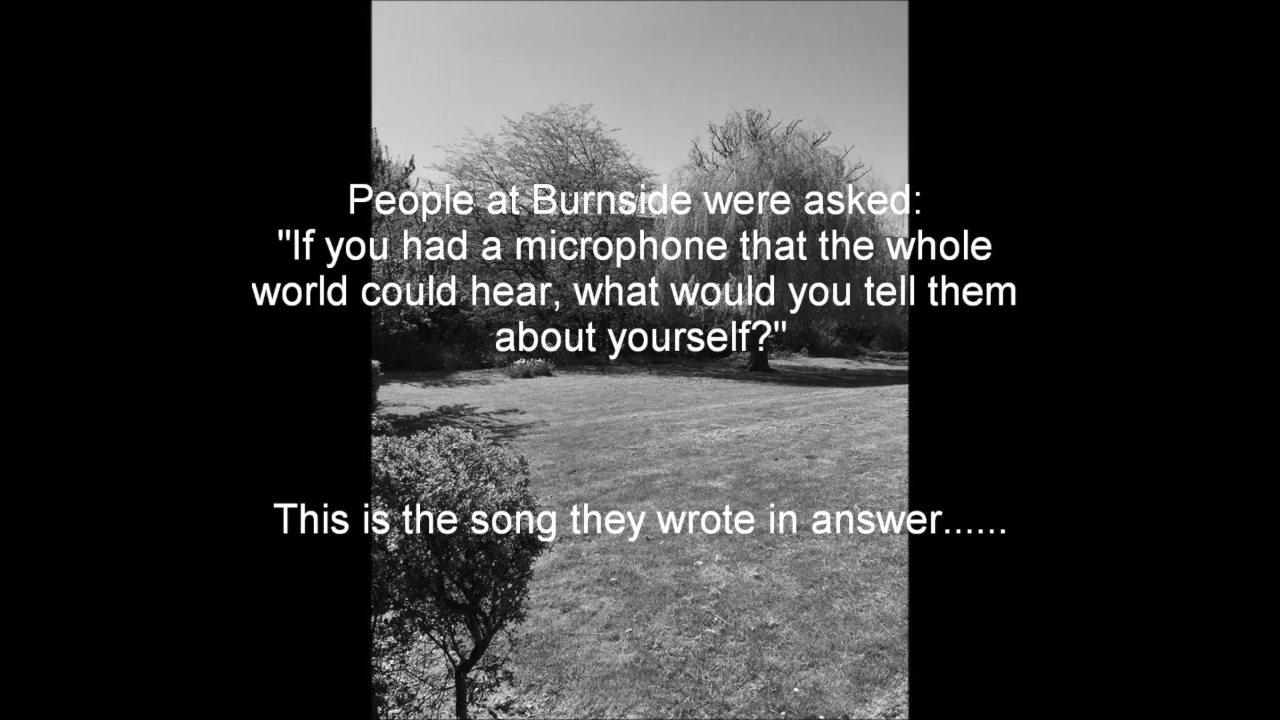 People at Burnside were asked:
"If you had a microphone that the whole
world could hear, what would you tell them
about yourself?"
This is the song they wrote in answer......